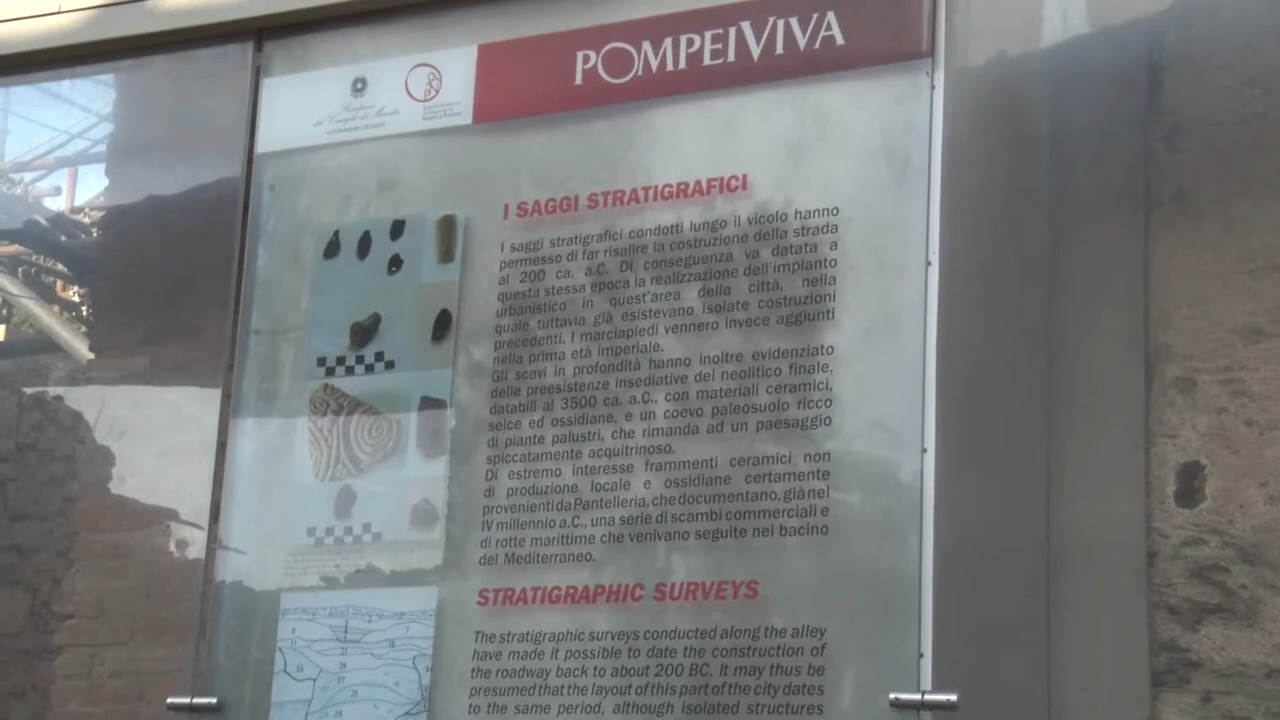 POMPEIVIVA
I SAGGI STRATIGRAFICI
I saggi stratigrafici condotti lungo il vicolo hanno
permesso di far risalire la costruzione della strada
al 200 ca. a.C. Di conseguenza va datata a
questa stessa epoca la realizzazione dell'impianto
urbanistico in quest'area della città, nella
quale tuttavia già esistevano isolate costruzioni
precedenti. I marciapiedi vennero invece aggiunti
nella prima età imperiale.
Gli scavi in profondità hanno inoltre evidenziato
delle preesistenze insediative del neolitico finale,
databili al 3500 ca. a.C., con materiali ceramici,
selce ed ossidiane, e un coevo paleosuolo ricco
di piante palustri, che rimanda ad un paesaggio
spiccatamente acquitrinoso.
Di estremo interesse frammenti ceramici non
di produzione locale e ossidiane certamente
provenienti da Pantelleria, che documentano, già nel
IV millennio a.C., una serie di scambi commerciali e
di rotte marittime che venivano seguite nel bacino
del Mediterraneo.
STRATIGRAPHIC SURVEYS
The stratigraphic surveys conducted along the alley
have made it possible to date the construction of
the roadway back to about 200 BC. It may thus be
presumed that the layout of this part of the city dates
to the same period, although isolated structures